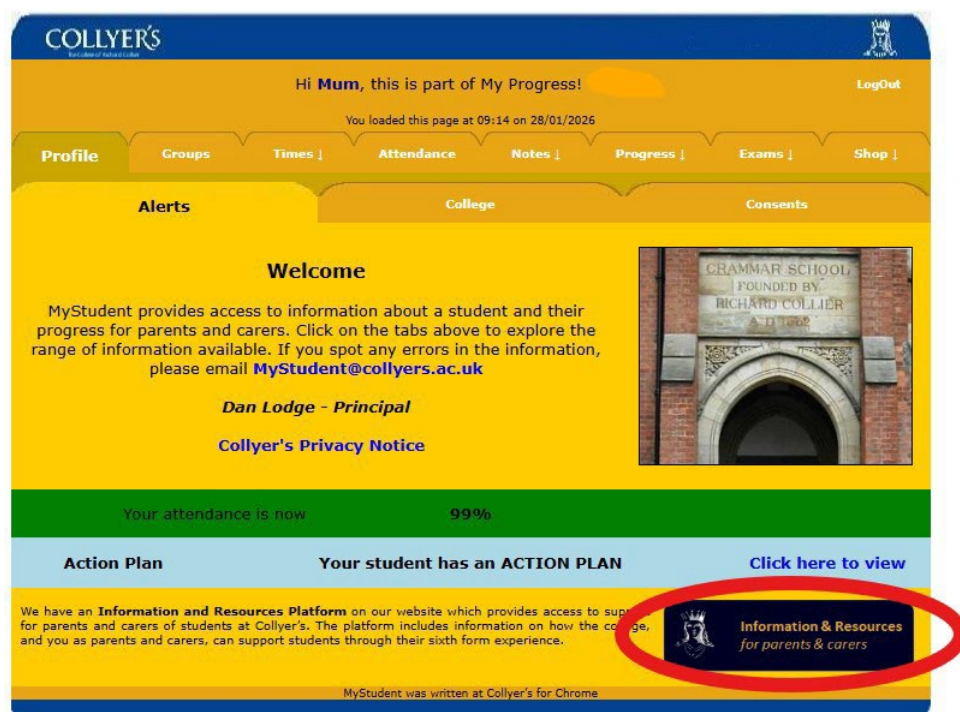 COLLYER'S
The College of Richard Collyer
Hi Mum, this is part of My Progress!
LogOut
You loaded this page at 09:14 on 28/01/2026
Profile Groups Times ↓ Attendance Notes ↓ Progress ↓ Exams ↓ Shop ↓
Alerts College Consents
Welcome
MyStudent provides access to information about a student and their
progress for parents and carers. Click on the tabs above to explore the
range of information available. If you spot any errors in the information,
please email MyStudent@collyers.ac.uk
Dan Lodge - Principal
Collyer's Privacy Notice
GRAMMAR SCHOOL
FOUNDED BY
RICHARD COLLIER
A D
Your attendance is now 99%
Action Plan Your student has an ACTION PLAN Click here to view
We have an Information and Resources Platform on our website which provides access to
for parents and carers of students at Collyer's. The platform includes information on how the college,
and you as parents and carers, can support students through their sixth form experience.
Information & Resources
for parents & carers
MyStudent was written at Collyer's for Chrome